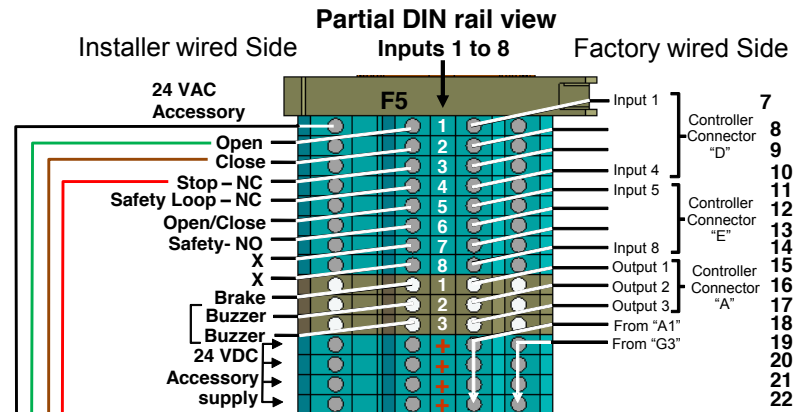 Partial DIN rail view
Installer wired Side
Inputs 1 to 8
Factory wired Side
24 VAC
Accessory
F5
Open
Close
Stop – NC
Safety Loop – NC
Open/Close
Safety- NO
X
X
Brake
Buzzer
Buzzer
24 VDC
Accessory
supply
1
2
3
4
5
6
7
8
1
2
3
+
+
+
+
Input 1
Input 4
Input 5
Input 8
Output 1
Output 2
Output 3
From “A1”
From “G3”
Controller
Connector
“D”
Controller
Connector
“E”
Controller
Connector
“A”
7
8
9
10
11
12
13
14
15
16
17
18
19
20
21
22